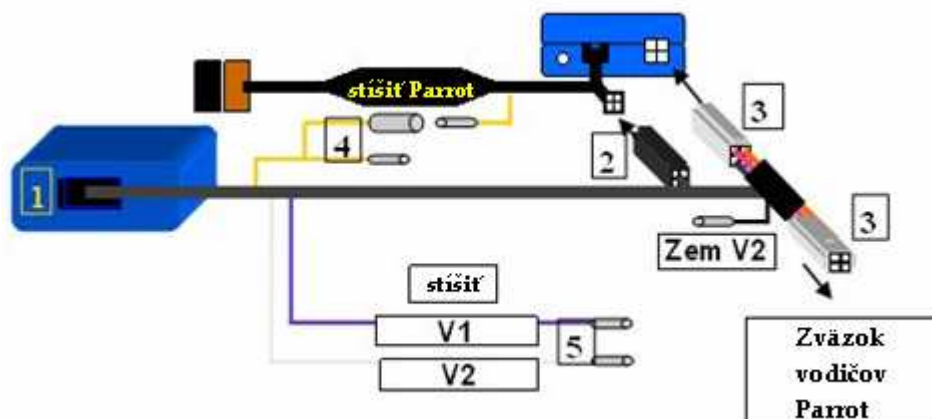 stíšiť Parrot
3
4
2
1
3
Zem V2
stíšiť
V1
5
V2
Zväzok
vodičov
Parrot